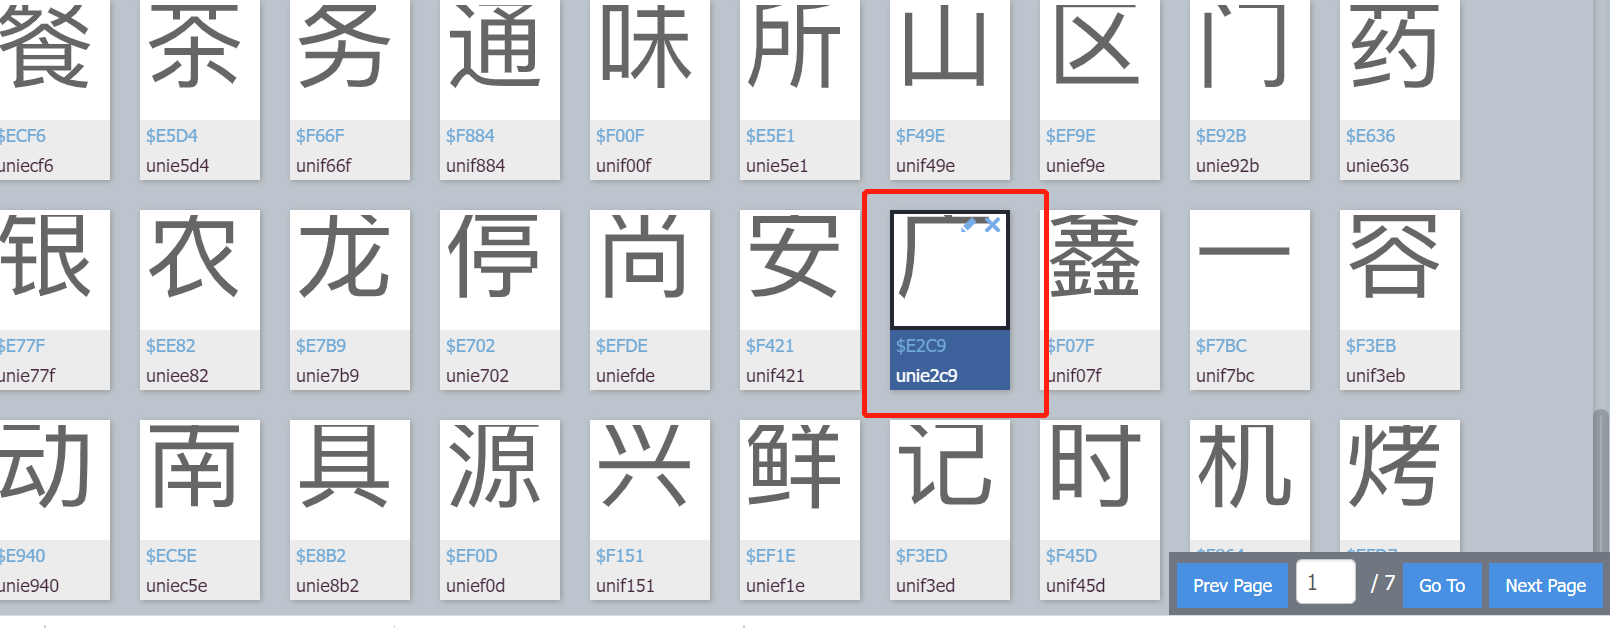 餐 茶 务 通 味 所 山 区 门 药
$ECF6 $E5D4 $F66F $F884 $F00F $E5E1 $F49E $EF9E $E92B $E636
uniecf6 unie5d4 unif66f unif884 unif00f unie5e1 unif49e unief9e unie92b unie636
银 农 龙 停 尚 安 广 鑫 一 容
$E77F $EE82 $E7B9 $E702 $EFDE $F421 $E2C9 $F07F $F7BC $F3EB
unie77f uniee82 unie7b9 unie702 uniefde unif421 unie2c9 unif07f unif7bc unif3eb
动 南 具 源 兴 鲜 记 时 机 烤
$E940 $EC5E $E8B2 $EF0D $F151 $EF1E $F3ED $F45D
unie940 uniec5e unie8b2 unief0d unif151 unief1e unif3ed unif45d
Prev Page 1 / 7 Go To Next Page